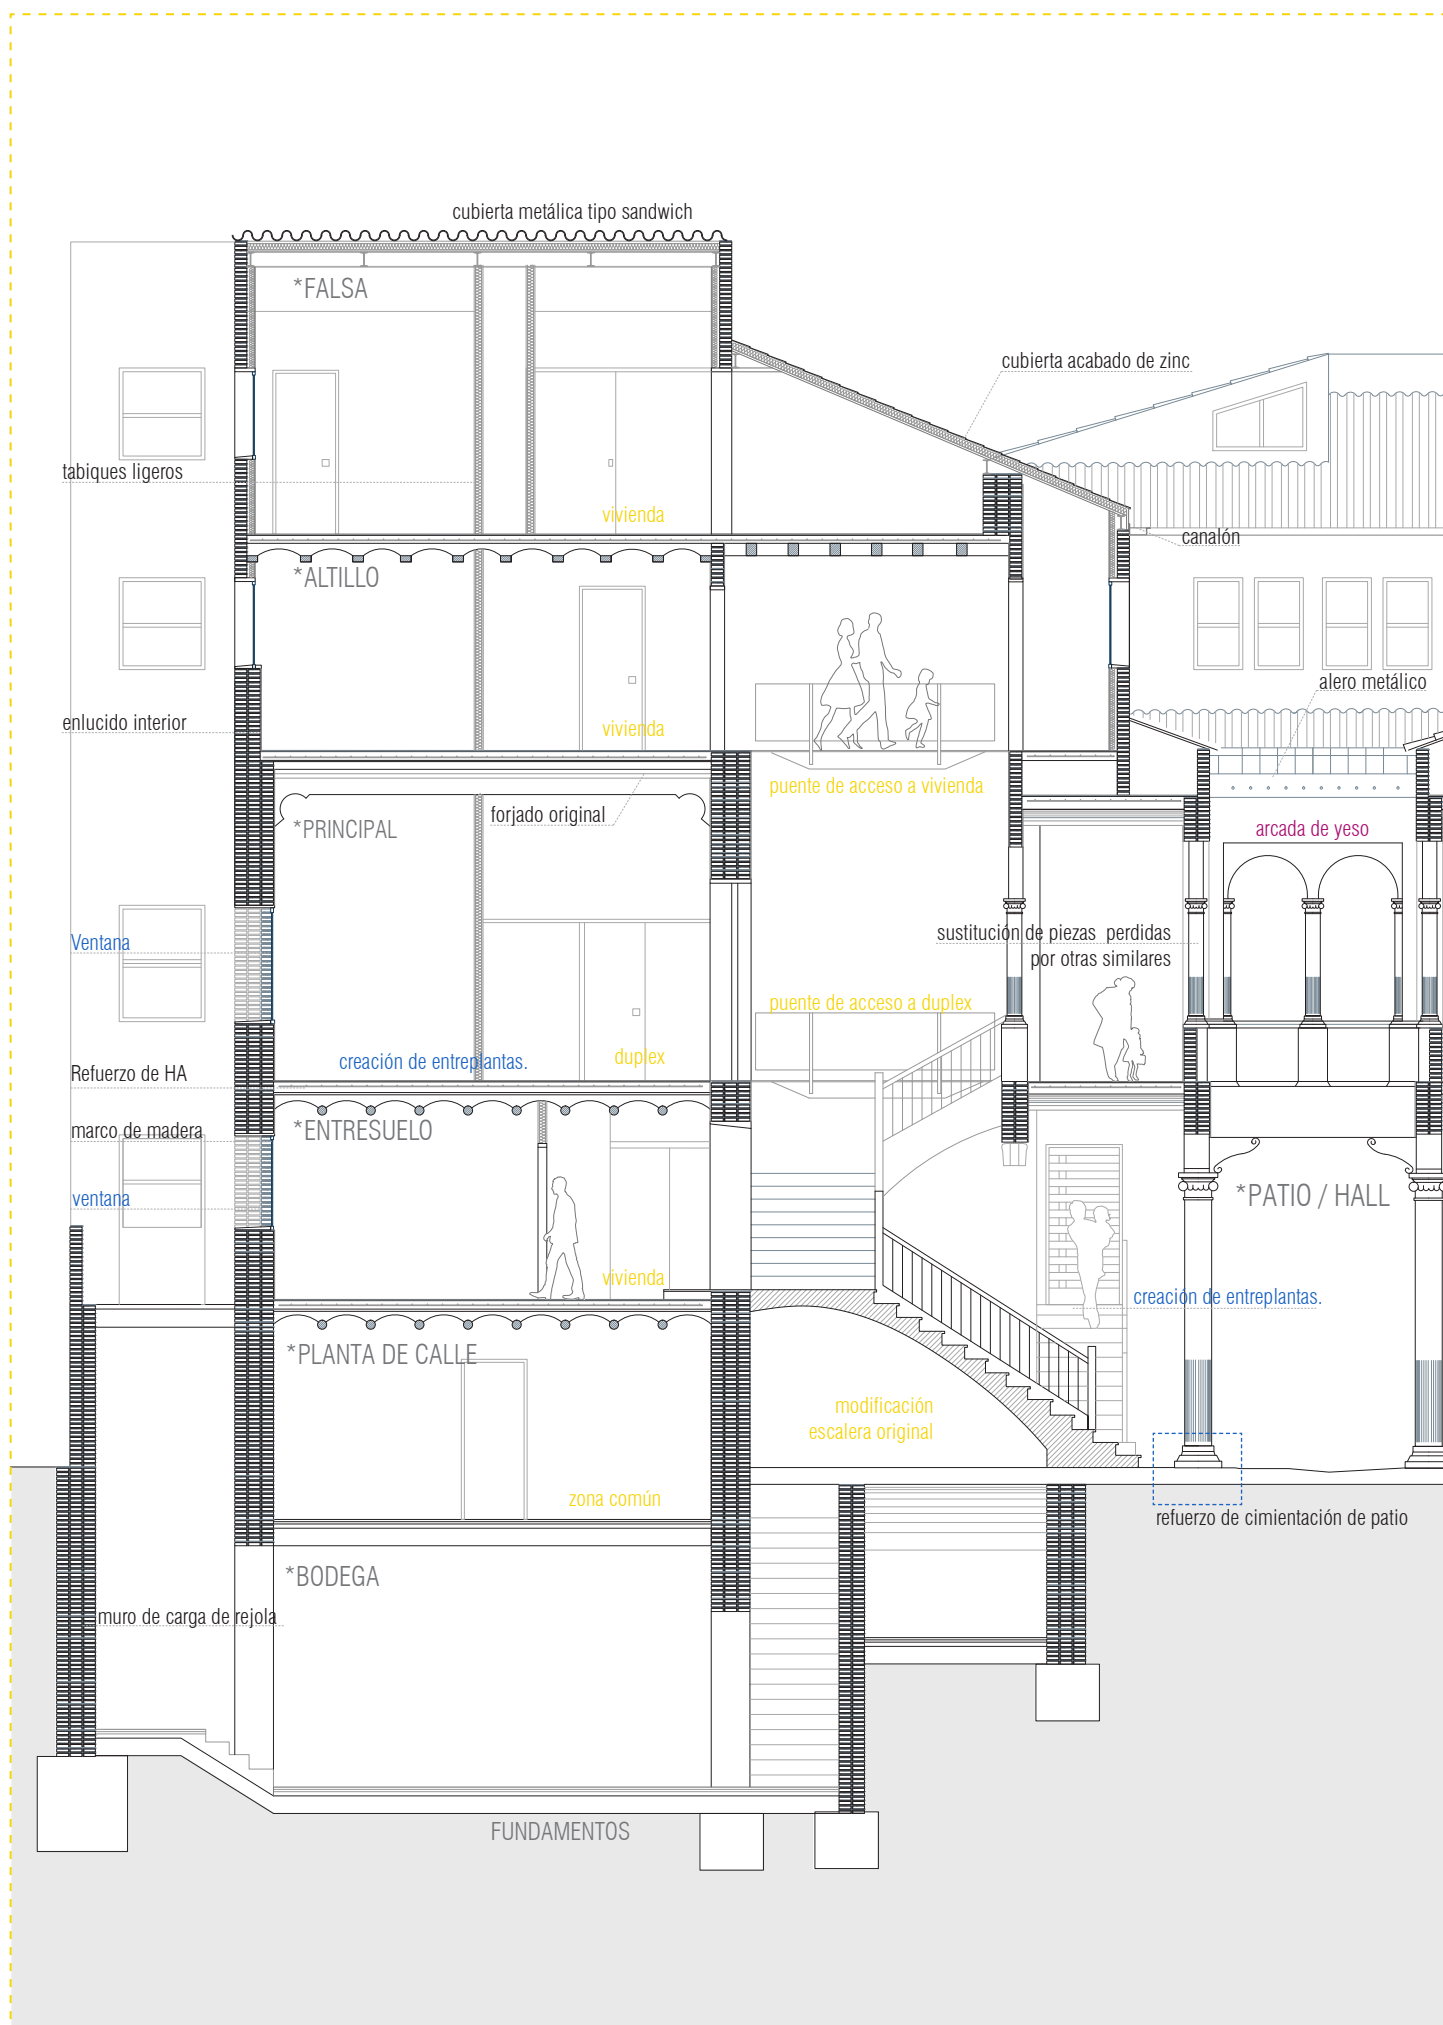 cubierta metálica tipo sandwich
*FALSA
cubierta acabado de zinc
tabiques ligeros
vivienda
canalón
*ALTILLO
alero metálico
enlucido interior
vivienda
puente de acceso a vivienda
forjado original
*PRINCIPAL
arcada de yeso
Ventana
sustitución de piezas perdidas
por otras similares
puente de acceso a duplex
creación de entreplantas.
duplex
Refuerzo de HA
marco de madera
*ENTRESUELO
ventana
*PATIO / HALL
vivienda
creación de entreplantas.
*PLANTA DE CALLE
modificación
escalera original
zona común
refuerzo de cimientación de patio
*BODEGA
muro de carga de rejola
FUNDAMENTOS